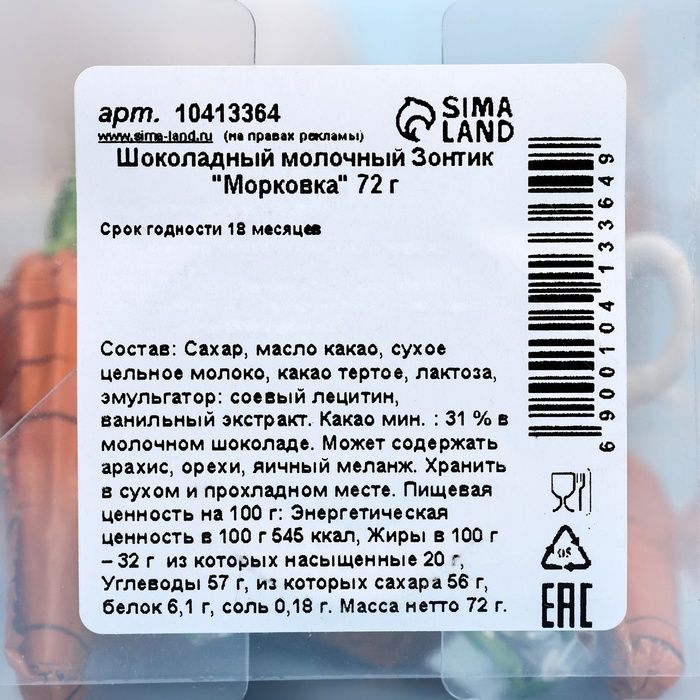 арт. 10413364
SIMA LAND
www.sima-land.ru (на правах рекламы)
Шоколадный молочный Зонтик
"Морковка" 72 г
Срок годности 18 месяцев
Состав: Сахар, масло какао, сухое
цельное молоко, какао тертое, лактоза,
эмульгатор: соевый лецитин,
ванильный экстракт. Какао мин. : 31 % в
молочном шоколаде. Может содержать
арахис, орехи, яичный меланж. Хранить
в сухом и прохладном месте. Пищевая
ценность на 100 г: Энергетическая
ценность в 100 г 545 ккал, Жиры в 100 г
– 32 г из которых насыщенные 20 г,
Углеводы 57 г, из которых сахара 56 г,
белок 6,1 г, соль 0,18 г. Масса нетто 72 г.
6900104133649
05
EAC